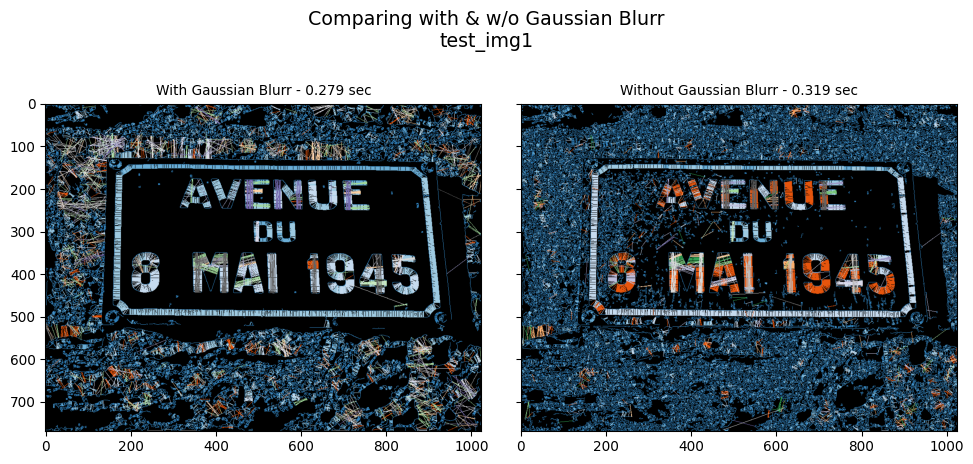 Comparing with & w/o Gaussian Blurr
test_img1
With Gaussian Blurr - 0.279 sec
Without Gaussian Blurr - 0.319 sec
0
100
200
300
400
500
600
700
AVENUE
DU
8 MAI 1945
AVENUE
DU
8 MAI 1945
0
200
400
600
800
1000
0
200
400
600
800
1000